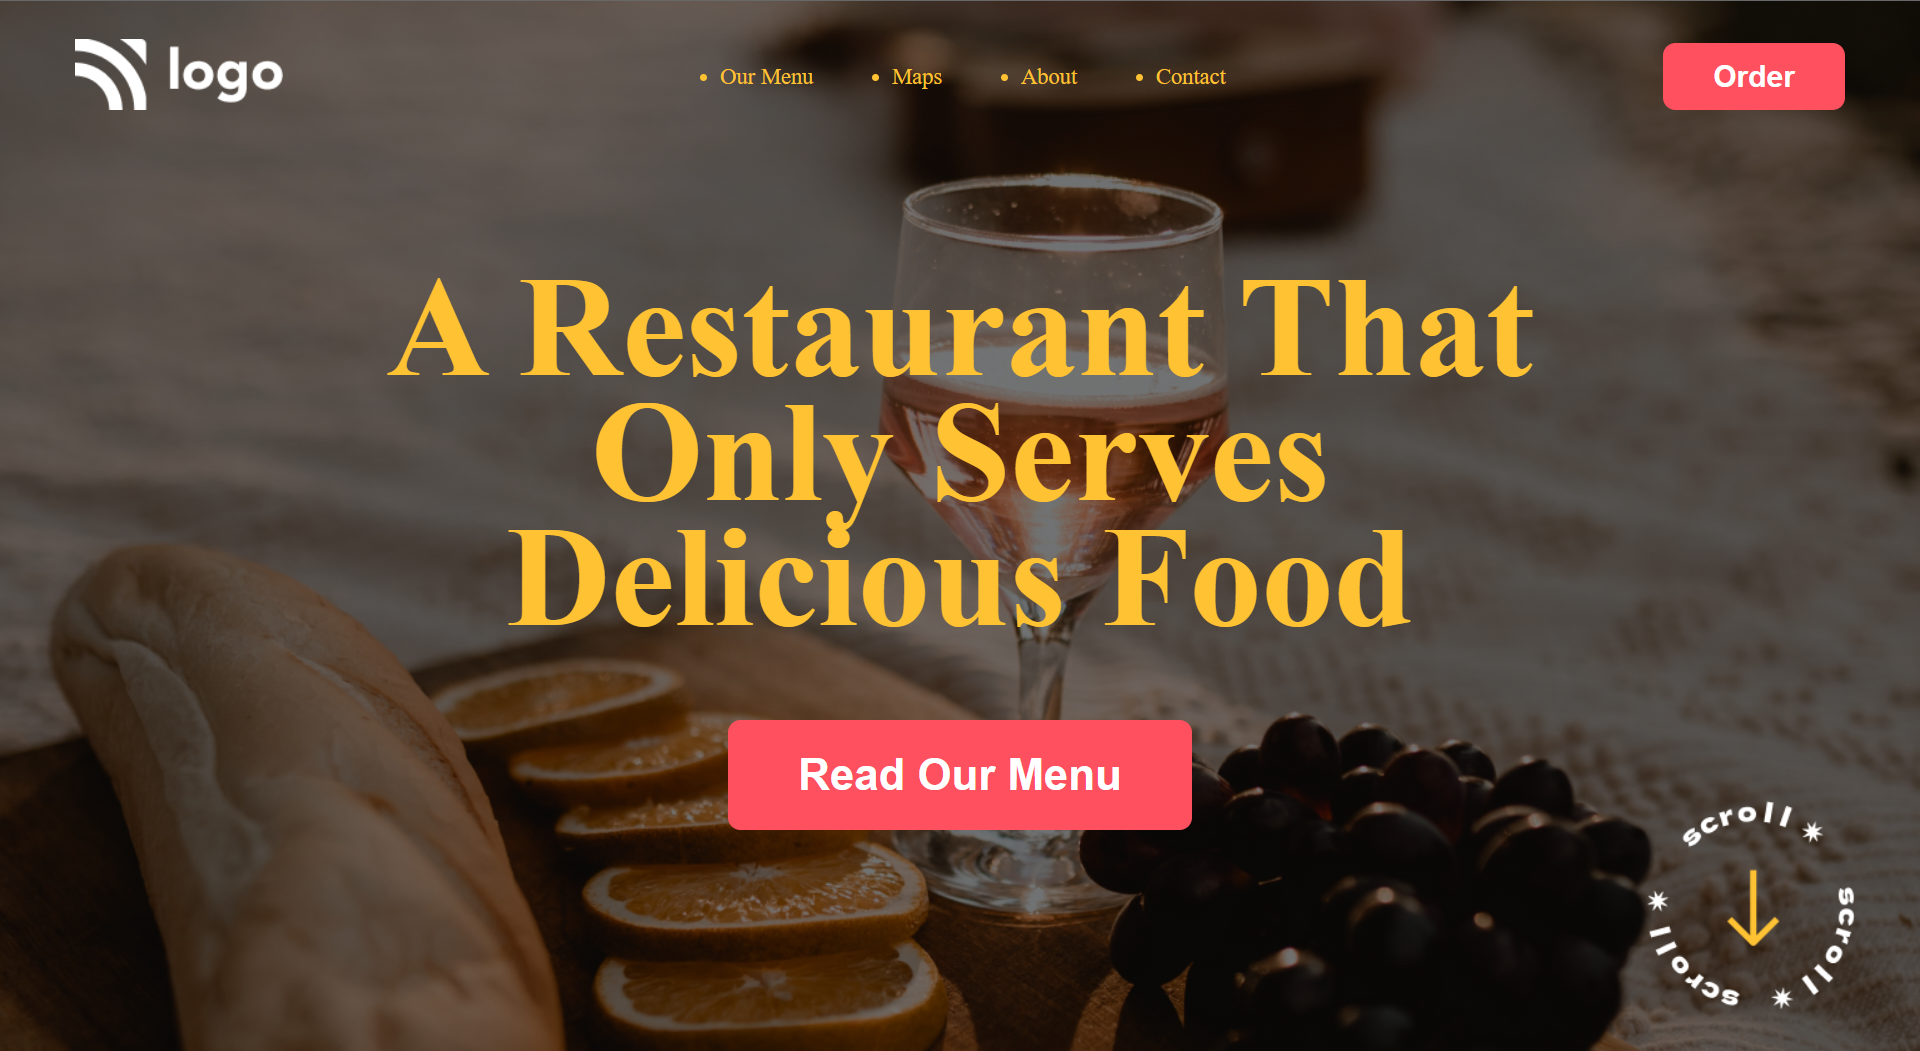 logo
• Our Menu
• Maps
• About
• Contact
Order
A Restaurant That
Only Serves
Delicious Food
Read Our Menu
scroll * scroll * scroll *